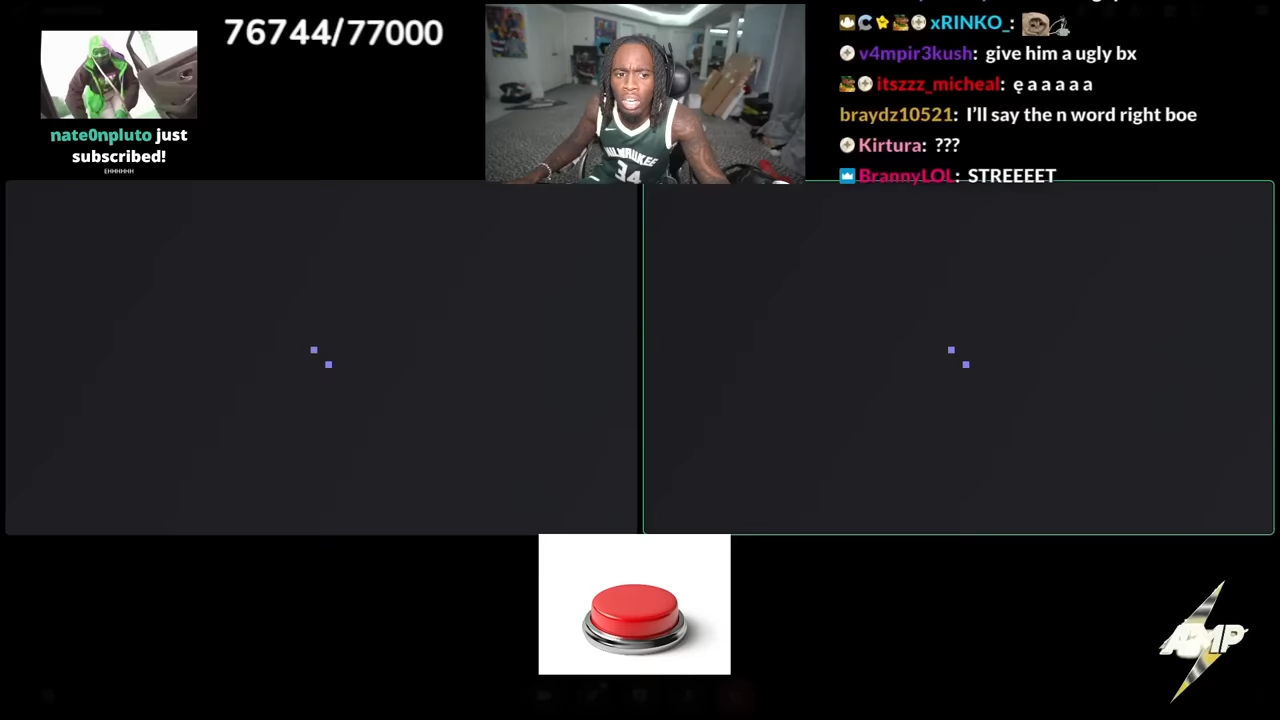 76744/77000
nate0npluto just
subscribed!
EHHHHHH
MILWAUKEE
34
xRINKO_:
v4mpir3kush: give him a ugly bx
itszzz_micheal: ę a a a a a
braydz10521: I'll say the n word right boe
Kirtura: ???
BrannyLOL: STREEEET
AMP